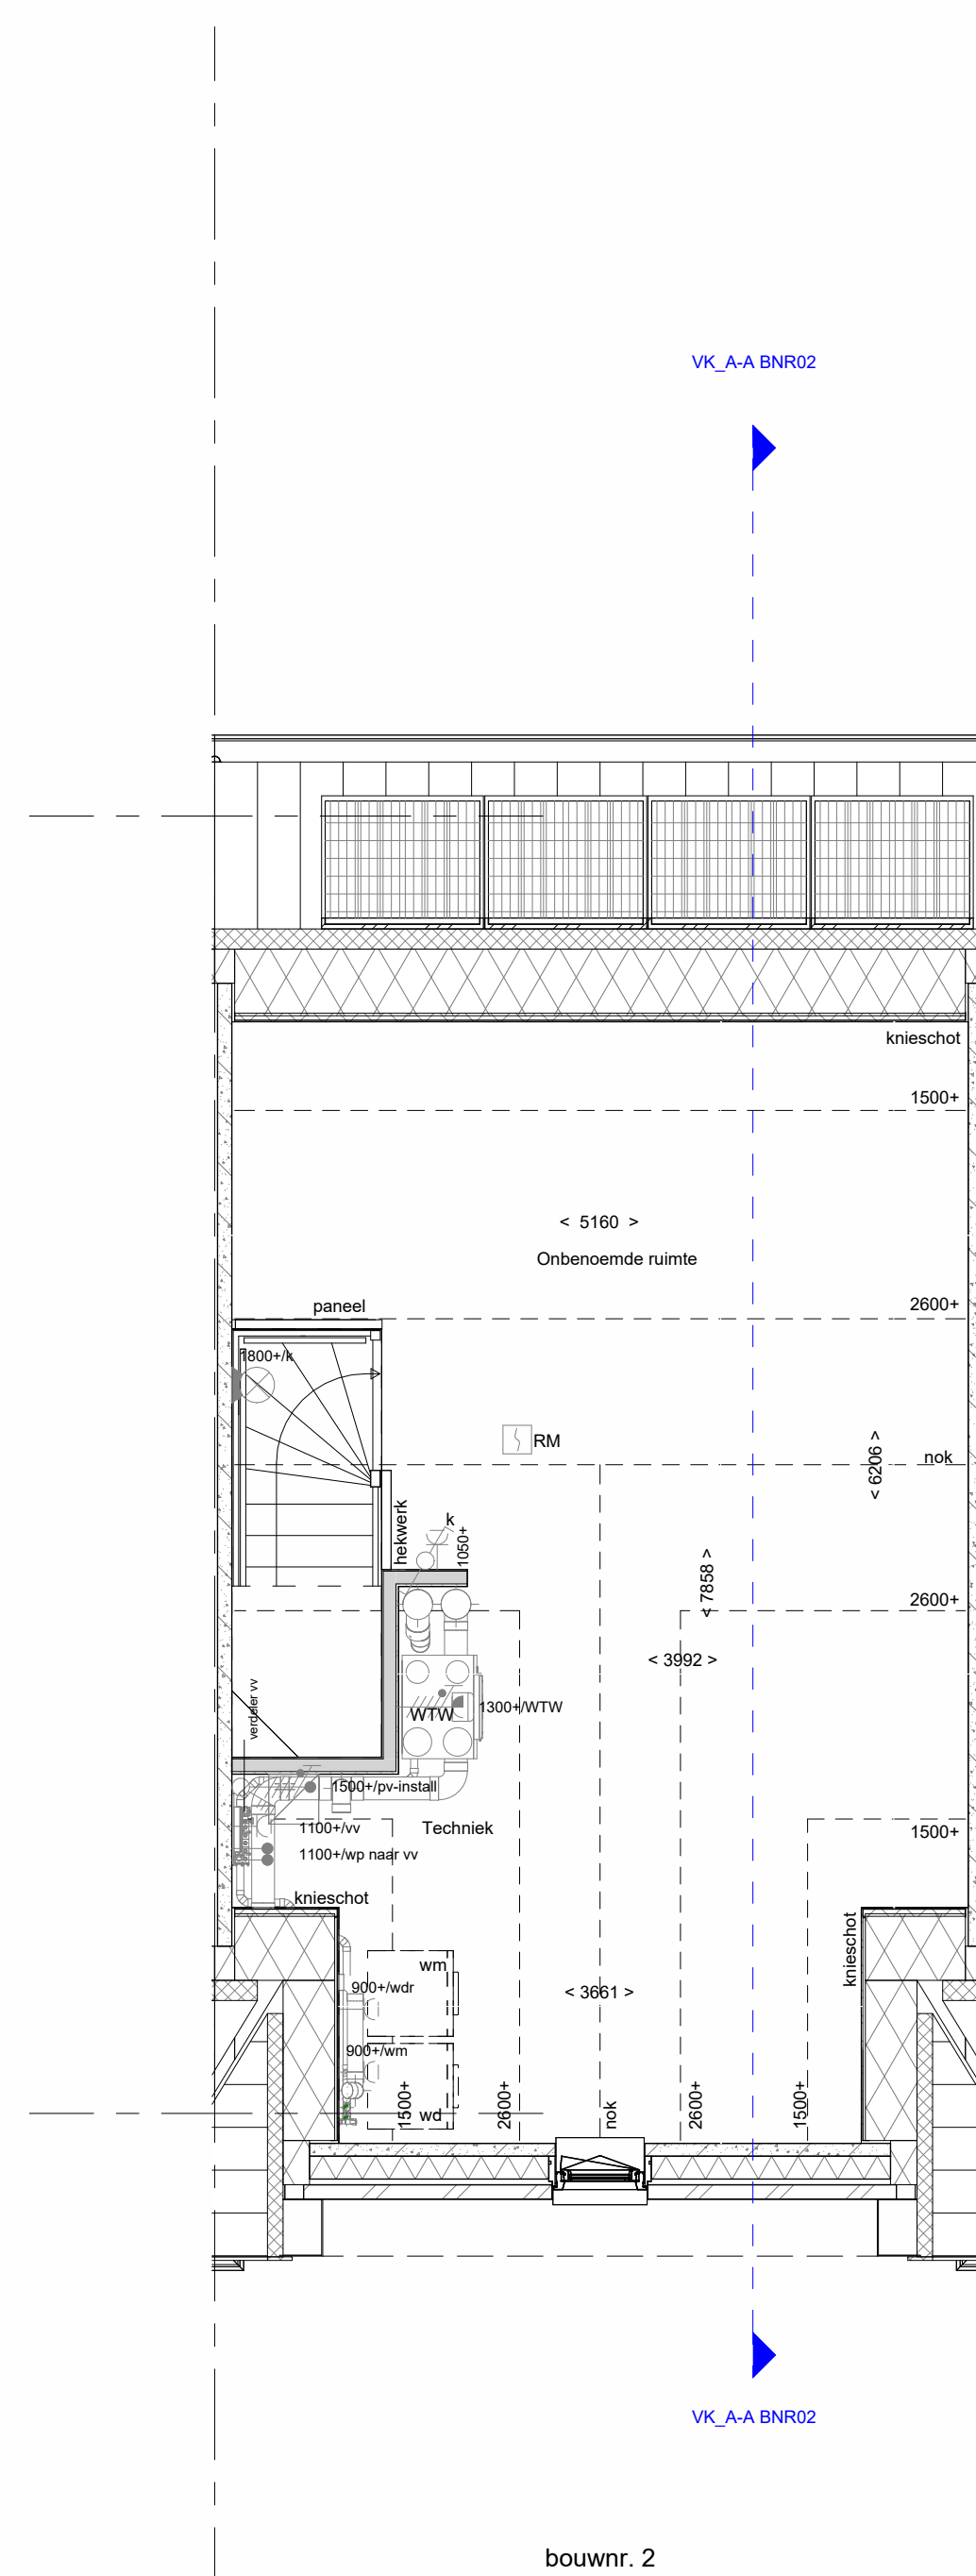 VK_A-A BNR02
knieschot
1500+
< 5160 >
Onbenoemde ruimte
2600+
paneel
1800+/k
RM
nok
< 6206 >
hekwerk
k
1050+
< 7858 >
2600+
< 3992 >
verdeler vv
WTW
1300+/WTW
1500+/pv-install
1100+/vv
Techniek
1500+
1100+/wp naar vv
knieschot
knieschot
wm
900+/wdr
< 3661 >
900+/wm
wd
1500+
2600+
nok
2600+
1500+
VK_A-A BNR02
bouwnr. 2